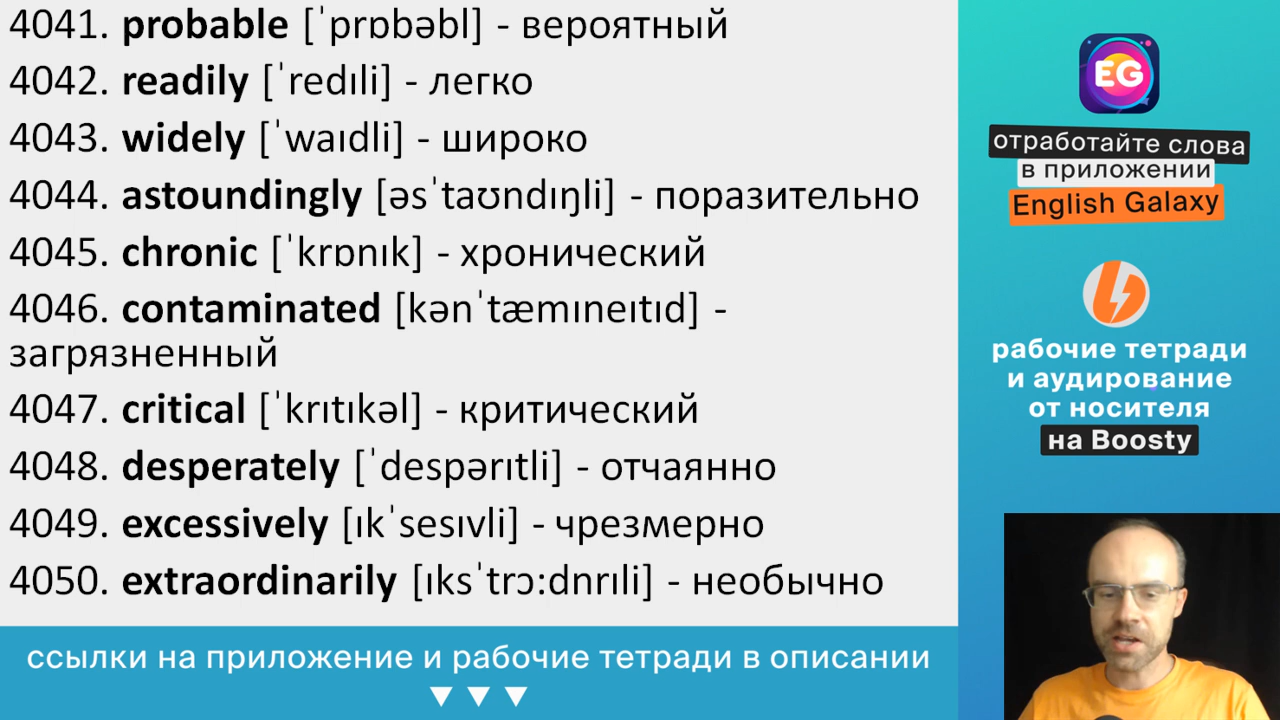 4041. probable [ˈprɒbəbl] - вероятный
4042. readily [ˈredɪli] - легко
4043. widely [ˈwaɪdli] - широко
4044. astoundingly [əsˈtaʊndɪŋli] - поразительно
4045. chronic [ˈkrɒnɪk] - хронический
4046. contaminated [kənˈtæmɪneɪtɪd] -
загрязненный
4047. critical [ˈkrɪtɪkəl] - критический
4048. desperately [ˈdespərɪtli] - отчаянно
4049. excessively [ɪkˈsesɪvli] - чрезмерно
4050. extraordinarily [ɪksˈtrɔ:dnrɪli] - необычно
ссылки на приложение и рабочие тетради в описании
EG
отработайте слова
в приложении
English Galaxy
рабочие тетради
и аудирование
от носителя
на Boosty